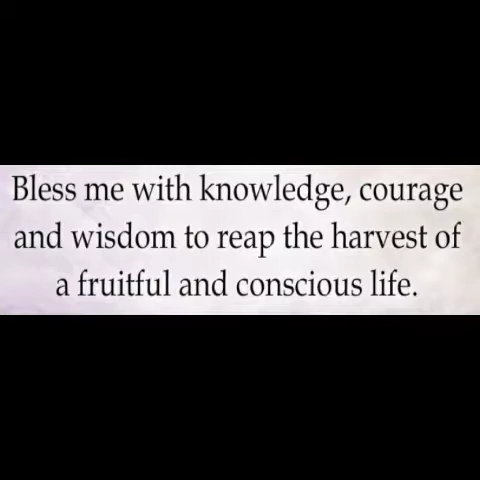 Bless me with knowledge, courage
and wisdom to reap the harvest of
a fruitful and conscious life.